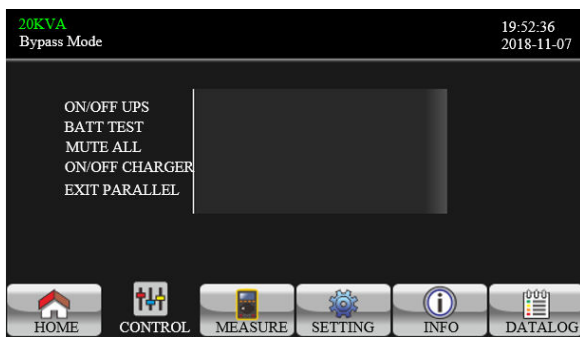 20KVA
19:52:36
Bypass Mode
2018-11-07
ON/OFF UPS
BATT TEST
MUTE ALL
ON/OFF CHARGER
EXIT PARALLEL
HOME CONTROL MEASURE SETTING INFO DATALOG